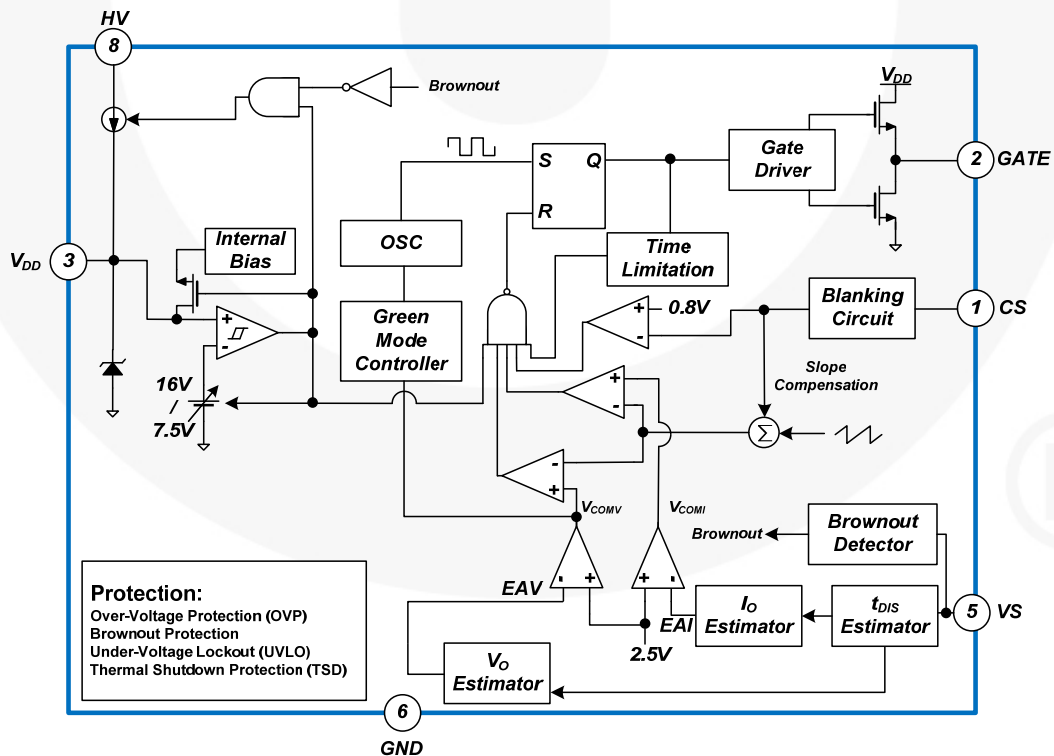 HV
8
Brownout
VDD
S
Q
R
Gate
Driver
2
GATE
VDD
3
Internal
Bias
OSC
Time
Limitation
+
-
Green
Mode
Controller
+
-
0.8V
Blanking
Circuit
1
CS
16V
/
7.5V
+
-
Slope
Compensation
Σ
-
+
VCOMV
VCOMI
Brownout
Brownout
Detector
EAV
-
+
+
-
EAI
IO
Estimator
tDIS
Estimator
5
VS
2.5V
VO
Estimator
Protection:
Over-Voltage Protection (OVP)
Brownout Protection
Under-Voltage Lockout (UVLO)
Thermal Shutdown Protection (TSD)
6
GND